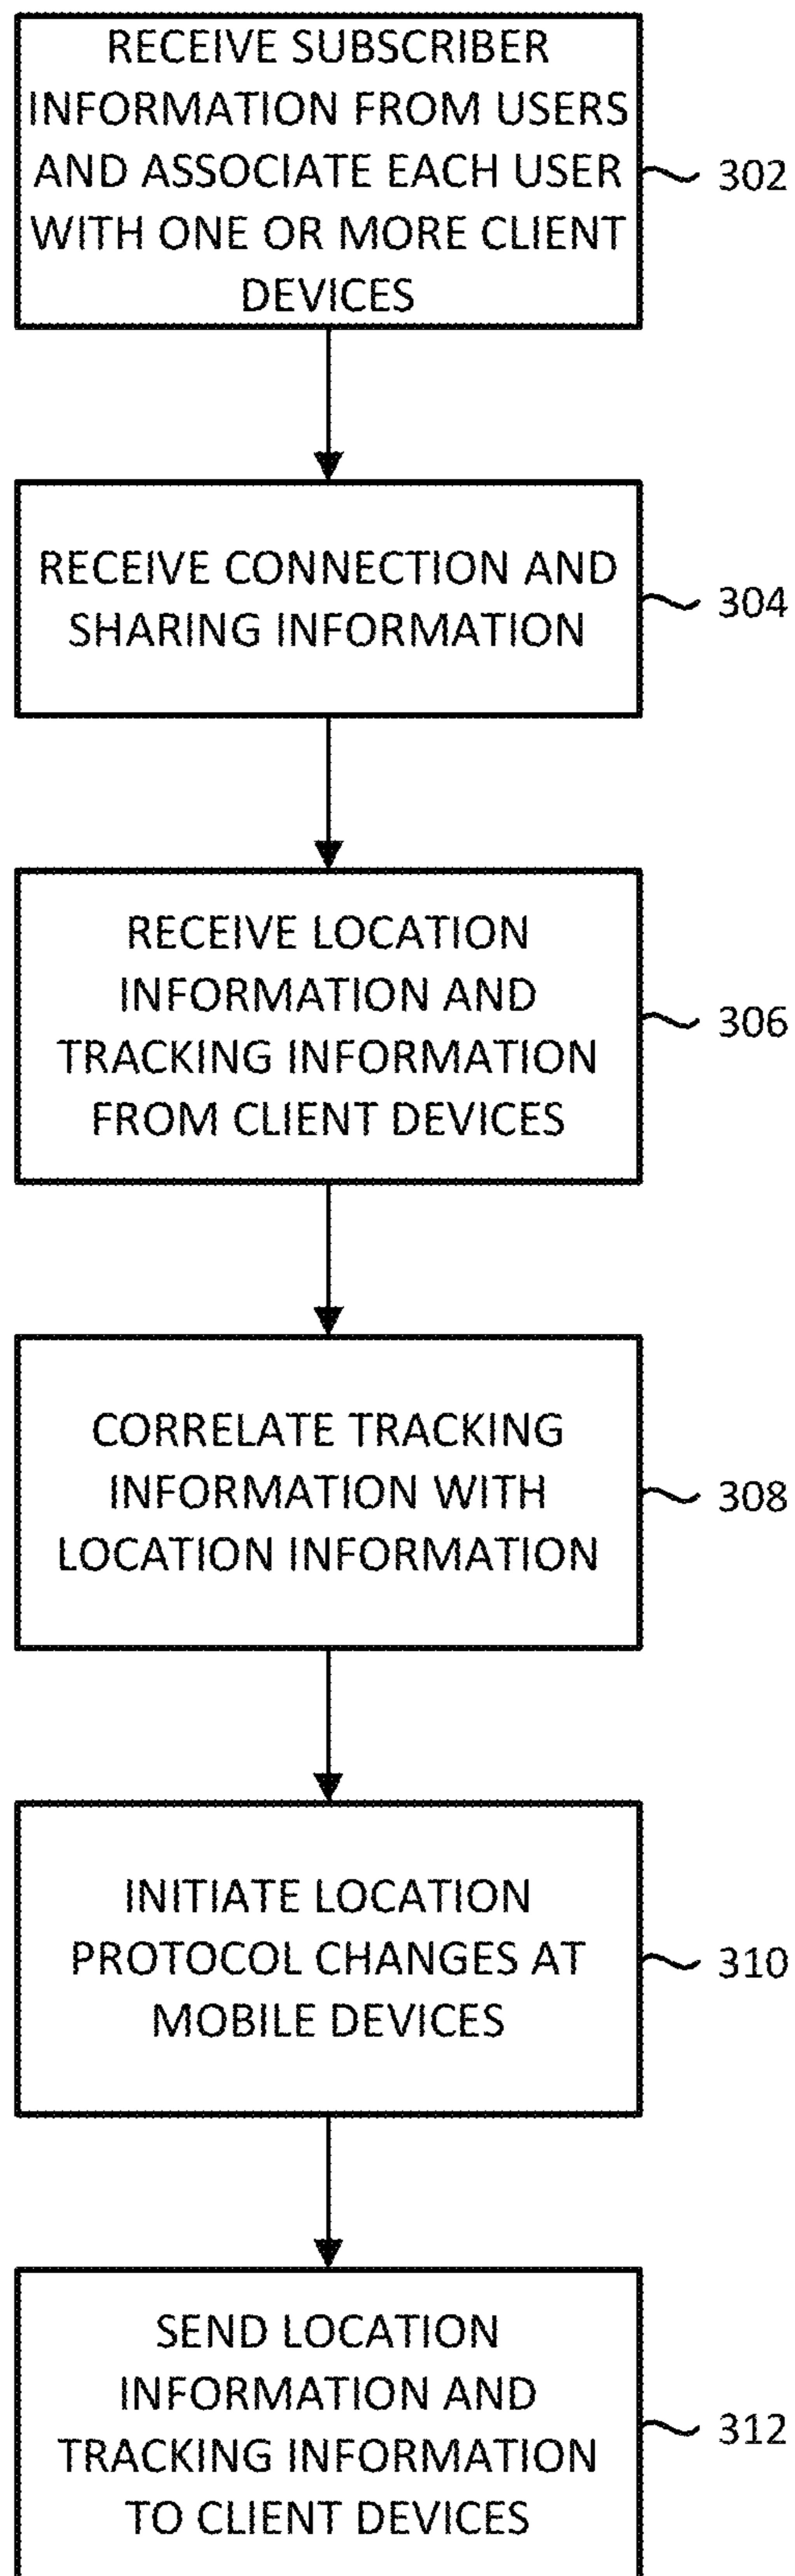 RECEIVE SUBSCRIBER
INFORMATION FROM USERS
AND ASSOCIATE EACH USER
WITH ONE OR MORE CLIENT
DEVICES
302
RECEIVE CONNECTION AND
SHARING INFORMATION
304
RECEIVE LOCATION
INFORMATION AND
TRACKING INFORMATION
FROM CLIENT DEVICES
306
CORRELATE TRACKING
INFORMATION WITH
LOCATION INFORMATION
308
INITIATE LOCATION
PROTOCOL CHANGES AT
MOBILE DEVICES
310
SEND LOCATION
INFORMATION AND
TRACKING INFORMATION
TO CLIENT DEVICES
312